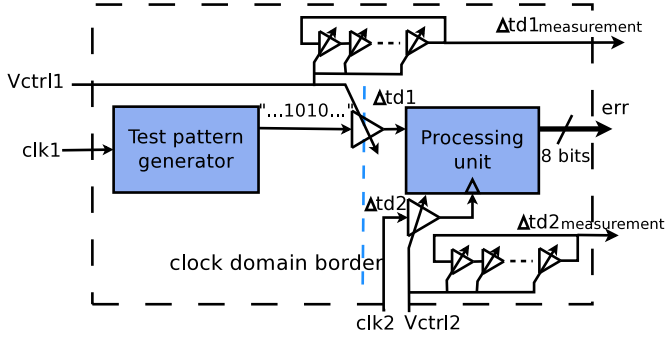 Δtd1measurement
Vctrl1
"...1010..."
Δtd1
err
clk1
Test pattern
generator
Processing
unit
8 bits
Δtd2
Δtd2measurement
clock domain border
clk2
Vctrl2